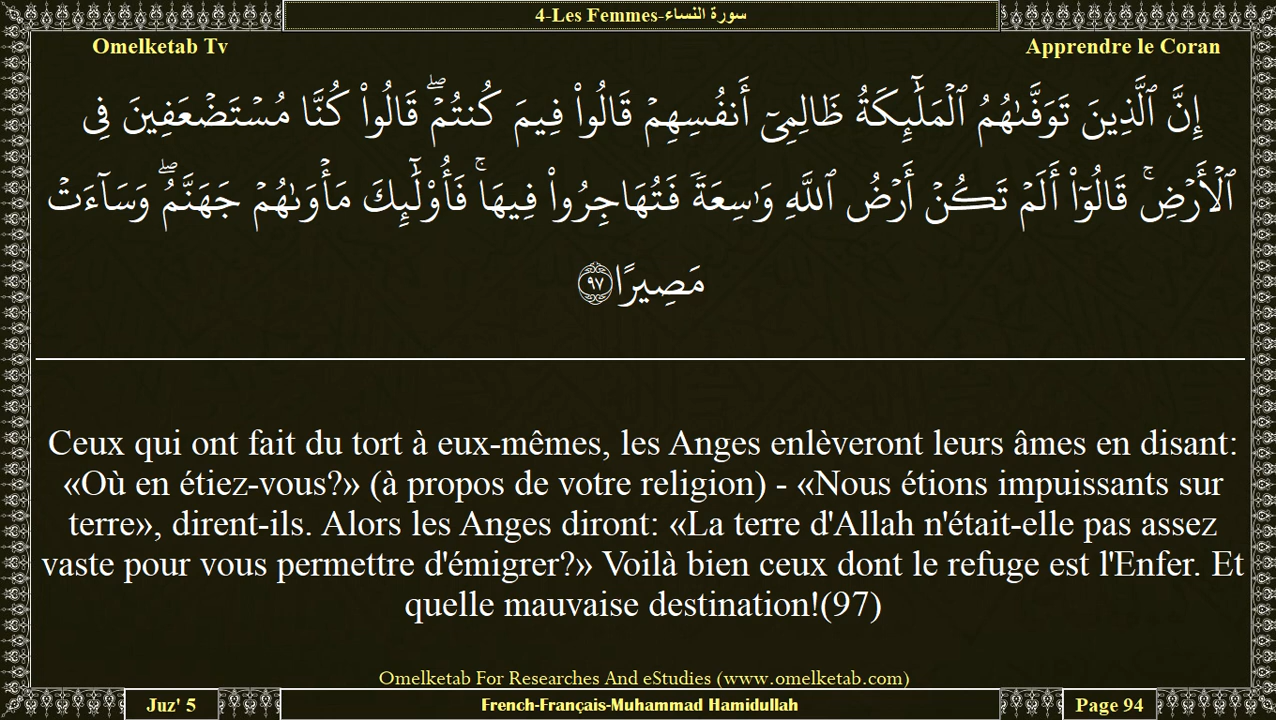 4-Les Femmes-سورة النساء
Omelketab Tv
Apprendre le Coran
إِنَّ ٱلَّذِينَ تَوَفَّىٰهُمُ ٱلۡمَلَٰٓئِكَةُ ظَالِمِيٓ أَنفُسِهِمۡ قَالُواْ فِيمَ كُنتُمۡۖ قَالُواْ كُنَّا مُسۡتَضۡعَفِينَ فِي
ٱلۡأَرۡضِۚ قَالُوٓاْ أَلَمۡ تَكُنۡ أَرۡضُ ٱللَّهِ وَٰسِعَةٗ فَتُهَاجِرُواْ فِيهَاۚ فَأُوْلَٰٓئِكَ مَأۡوَىٰهُمۡ جَهَنَّمُۖ وَسَآءَتۡ
مَصِيرًا ٩٧
Ceux qui ont fait du tort à eux-mêmes, les Anges enlèveront leurs âmes en disant:
«Où en étiez-vous?» (à propos de votre religion) - «Nous étions impuissants sur
terre», dirent-ils. Alors les Anges diront: «La terre d'Allah n'était-elle pas assez
vaste pour vous permettre d'émigrer?» Voilà bien ceux dont le refuge est l'Enfer. Et
quelle mauvaise destination!(97)
Omelketab For Researches And eStudies (www.omelketab.com)
Juz' 5
French-Français-Muhammad Hamidullah
Page 94